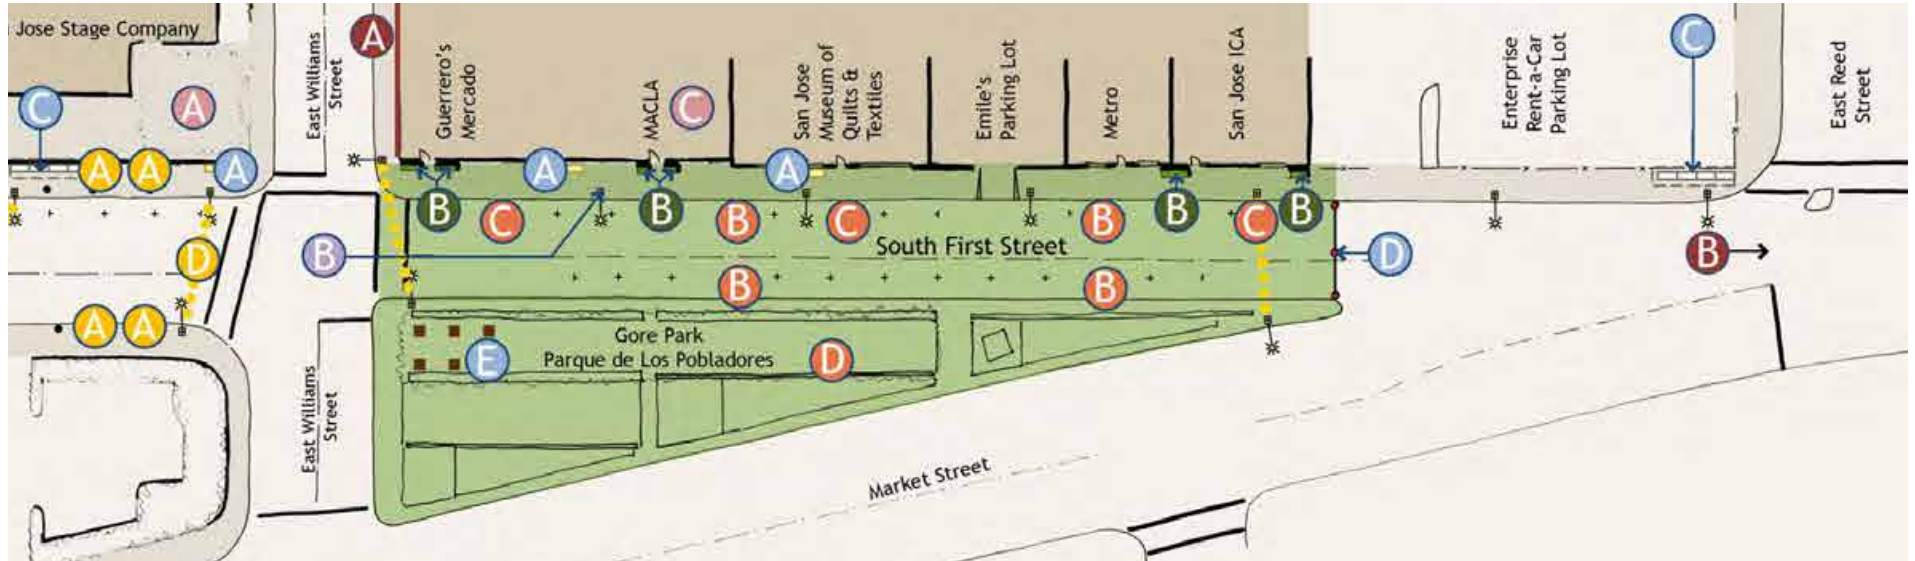 Jose Stage Company
C
A
A
A
A
East Williams
Street
A
Guerrero's
Mercado
MACLA
C
San Jose
Museum of
Quilts &
Textiles
Emile's
Parking Lot
Metro
San Jose ICA
Enterprise
Rent-a-Car
Parking Lot
C
East Reed
Street
A
A
B
C
B
B
C
B
B
C
B
D
B
South First Street
D
B
B
B
A
A
Gore Park
Parque de Los Pobladores
E
D
East Williams
Street
Market Street